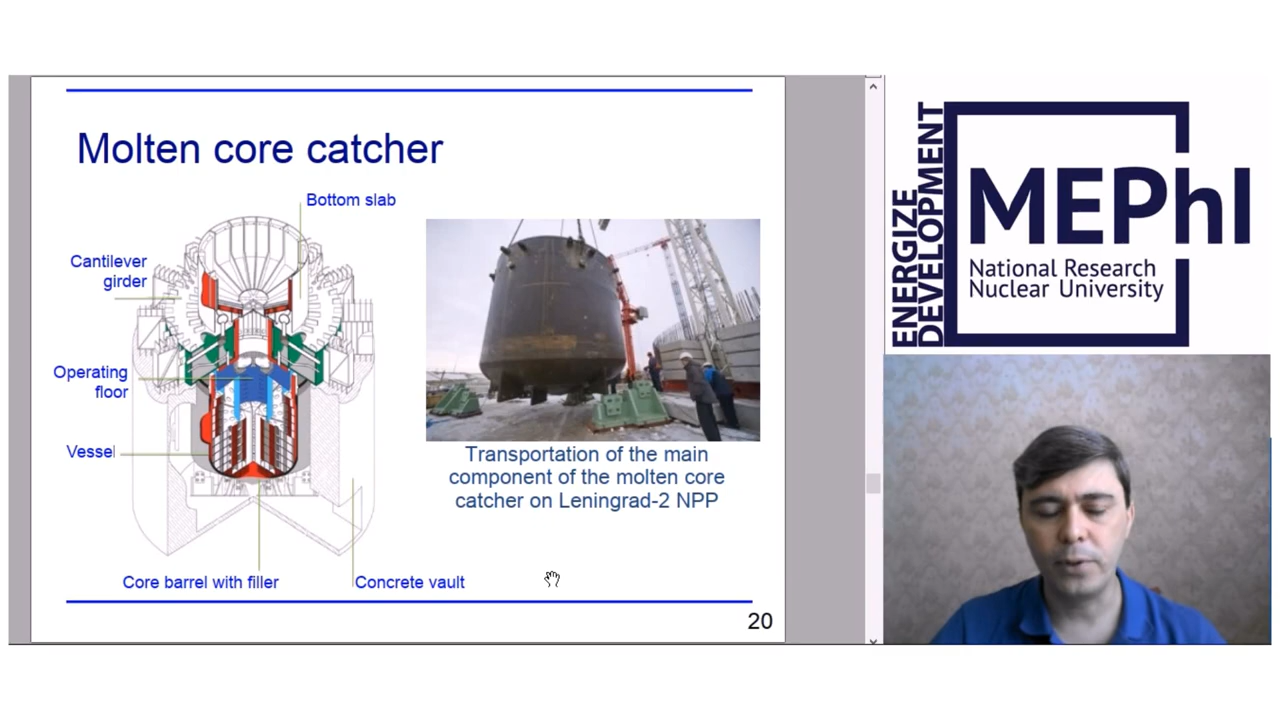 Molten core catcher
Bottom slab
Cantilever
girder
Operating
floor
Vessel
Core barrel with filler
Concrete vault
Transportation of the main
component of the molten core
catcher on Leningrad-2 NPP
20
ENERGIZE
DEVELOPMENT
MEPhI
National Research
Nuclear University